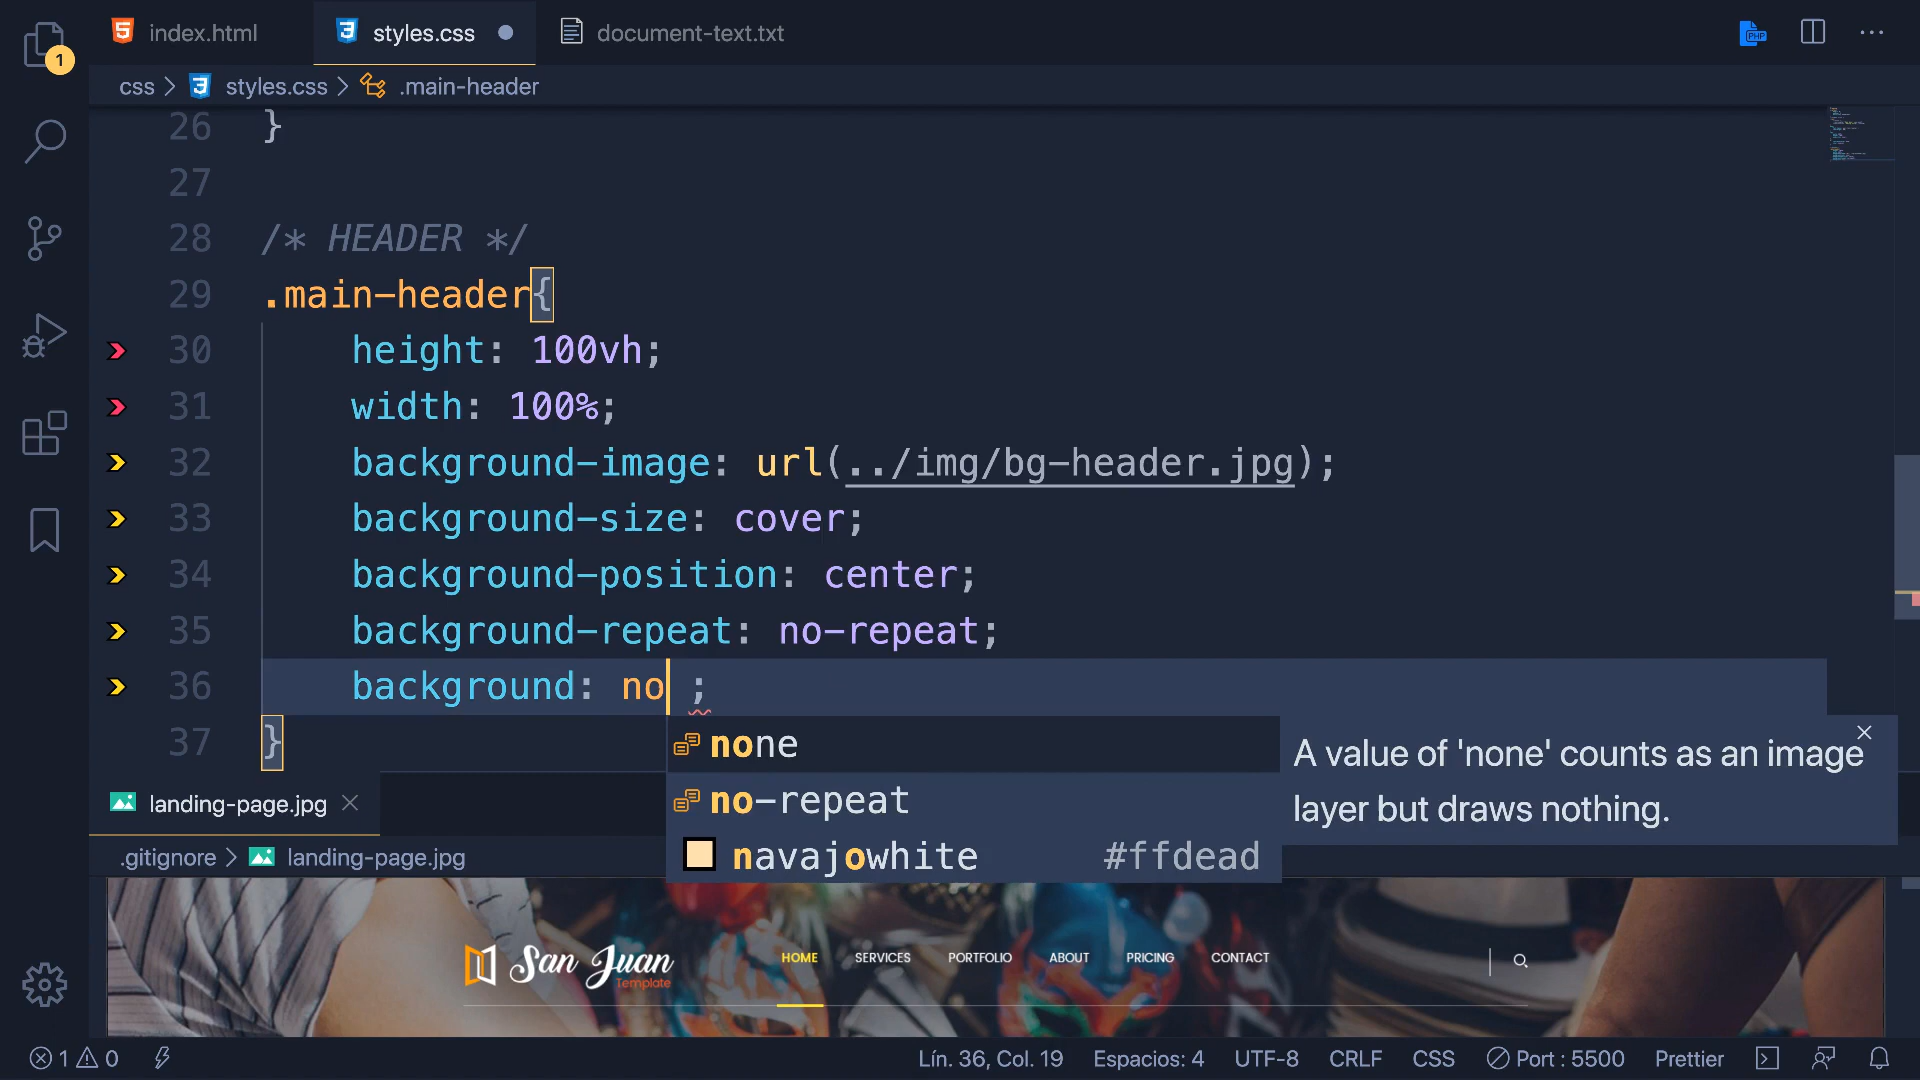 index.html
styles.css
document-text.txt
PHP
1
css > styles.css > .main-header
26 }
27
28 /* HEADER */
29 .main-header{
30 height: 100vh;
31 width: 100%;
32 background-image: url(../img/bg-header.jpg);
33 background-size: cover;
34 background-position: center;
35 background-repeat: no-repeat;
36 background: no ;
37 }
none
no-repeat
navajowhite #ffdead
A value of 'none' counts as an image
layer but draws nothing.
landing-page.jpg
.gitignore > landing-page.jpg
San Juan
Template
HOME SERVICES PORTFOLIO ABOUT PRICING CONTACT
1 0 Lín. 36, Col. 19 Espacios: 4 UTF-8 CRLF CSS Port : 5500 Prettier